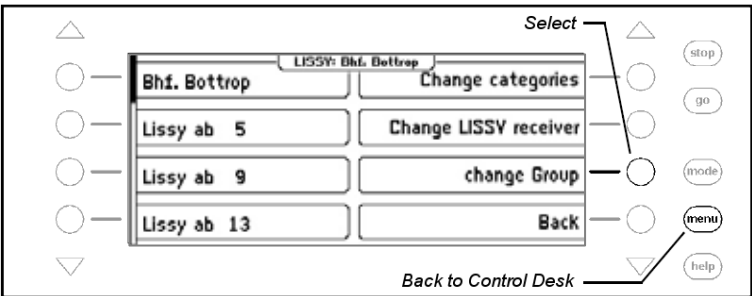 Select
LISSY: Bhf. Bottrop
Bhf. Bottrop
Change categories
Lissy ab 5
Change LISSY receiver
Lissy ab 9
change Group
Lissy ab 13
Back
Back to Control Desk
stop
go
mode
menu
help